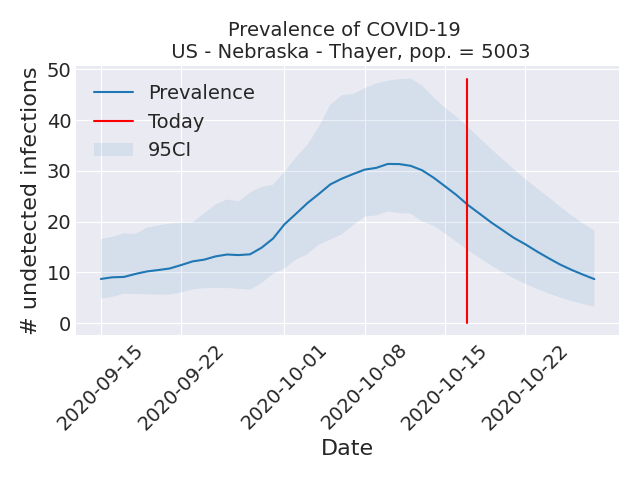 Prevalence of COVID-19
US - Nebraska - Thayer, pop. = 5003
# undetected infections
50
40
30
20
10
0
Prevalence
Today
95CI
2020-09-15
2020-09-22
2020-10-01
2020-10-08
2020-10-15
2020-10-22
Date